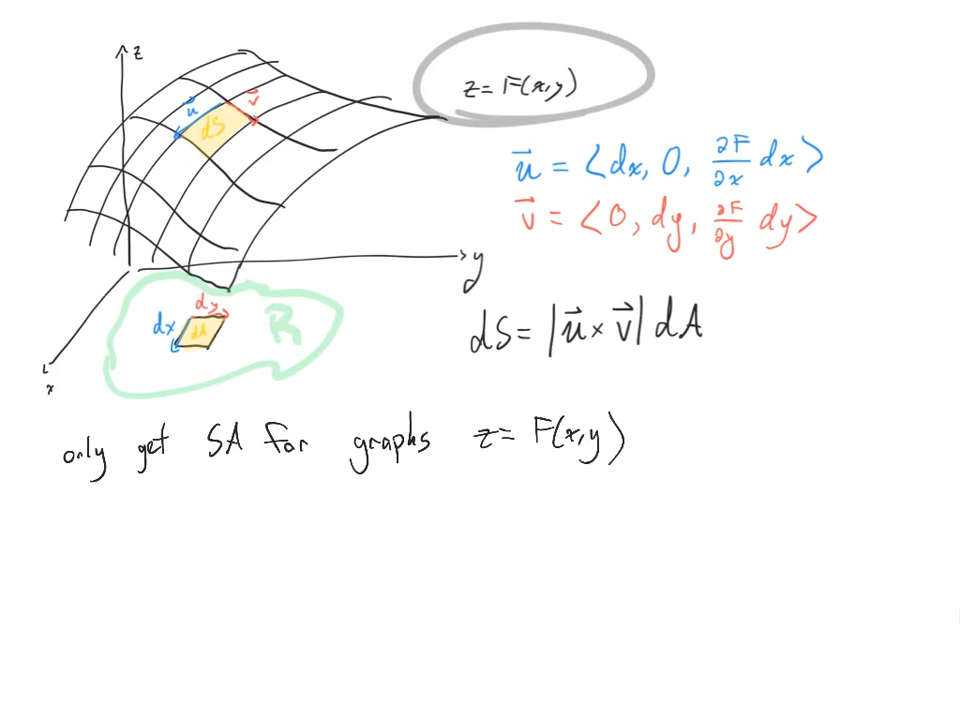 z
z = F(x,y)
u⃗
v⃗
dS
u⃗ = <dx, 0, ∂F/∂x dx>
v⃗ = <0, dy, ∂F/∂y dy>
y
dy
dx
dA
R
dS = |u⃗ × v⃗| dA
x
only get SA for graphs z = F(x,y)